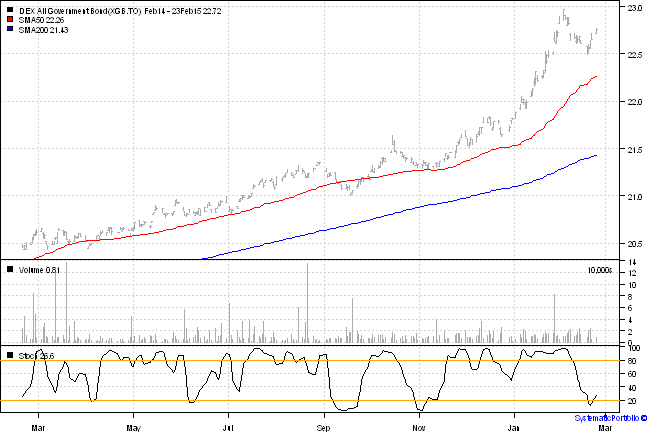 DEX All Government Bond(XGB.TO) Feb14 - 23Feb15 22.72
SMA50 22.26
SMA200 21.43
23.0
22.5
22.0
21.5
21.0
20.5
Volume 0.81
10,000s
14
12
10
8
6
4
2
0
Stoch 26.6
100
80
60
40
20
Mar
May
Jul
Sep
Nov
Jan
Mar
SystematicPortfolio ©